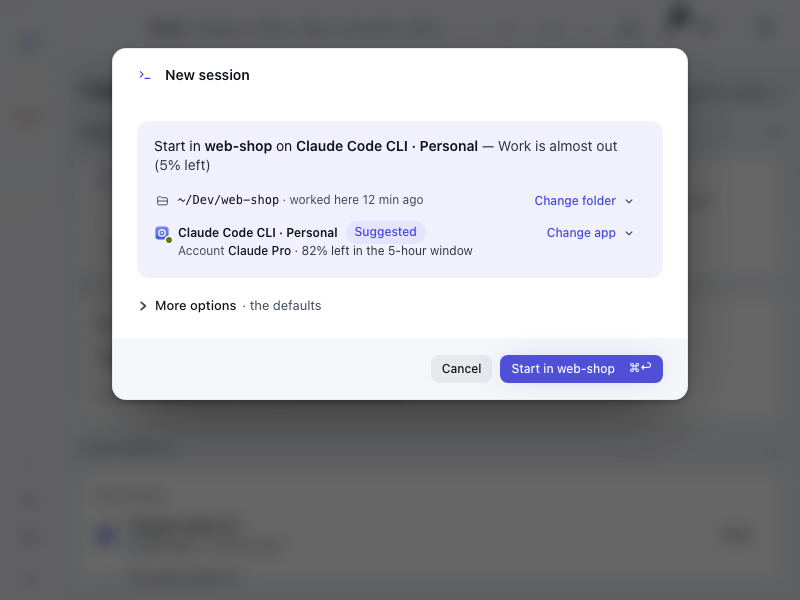 New session
Start in web-shop on Claude Code CLI · Personal — Work is almost out
(5% left)
~/Dev/web-shop · worked here 12 min ago
Change folder
Claude Code CLI · Personal
Suggested
Change app
Account Claude Pro · 82% left in the 5-hour window
More options · the defaults
Cancel
Start in web-shop ⌘↩